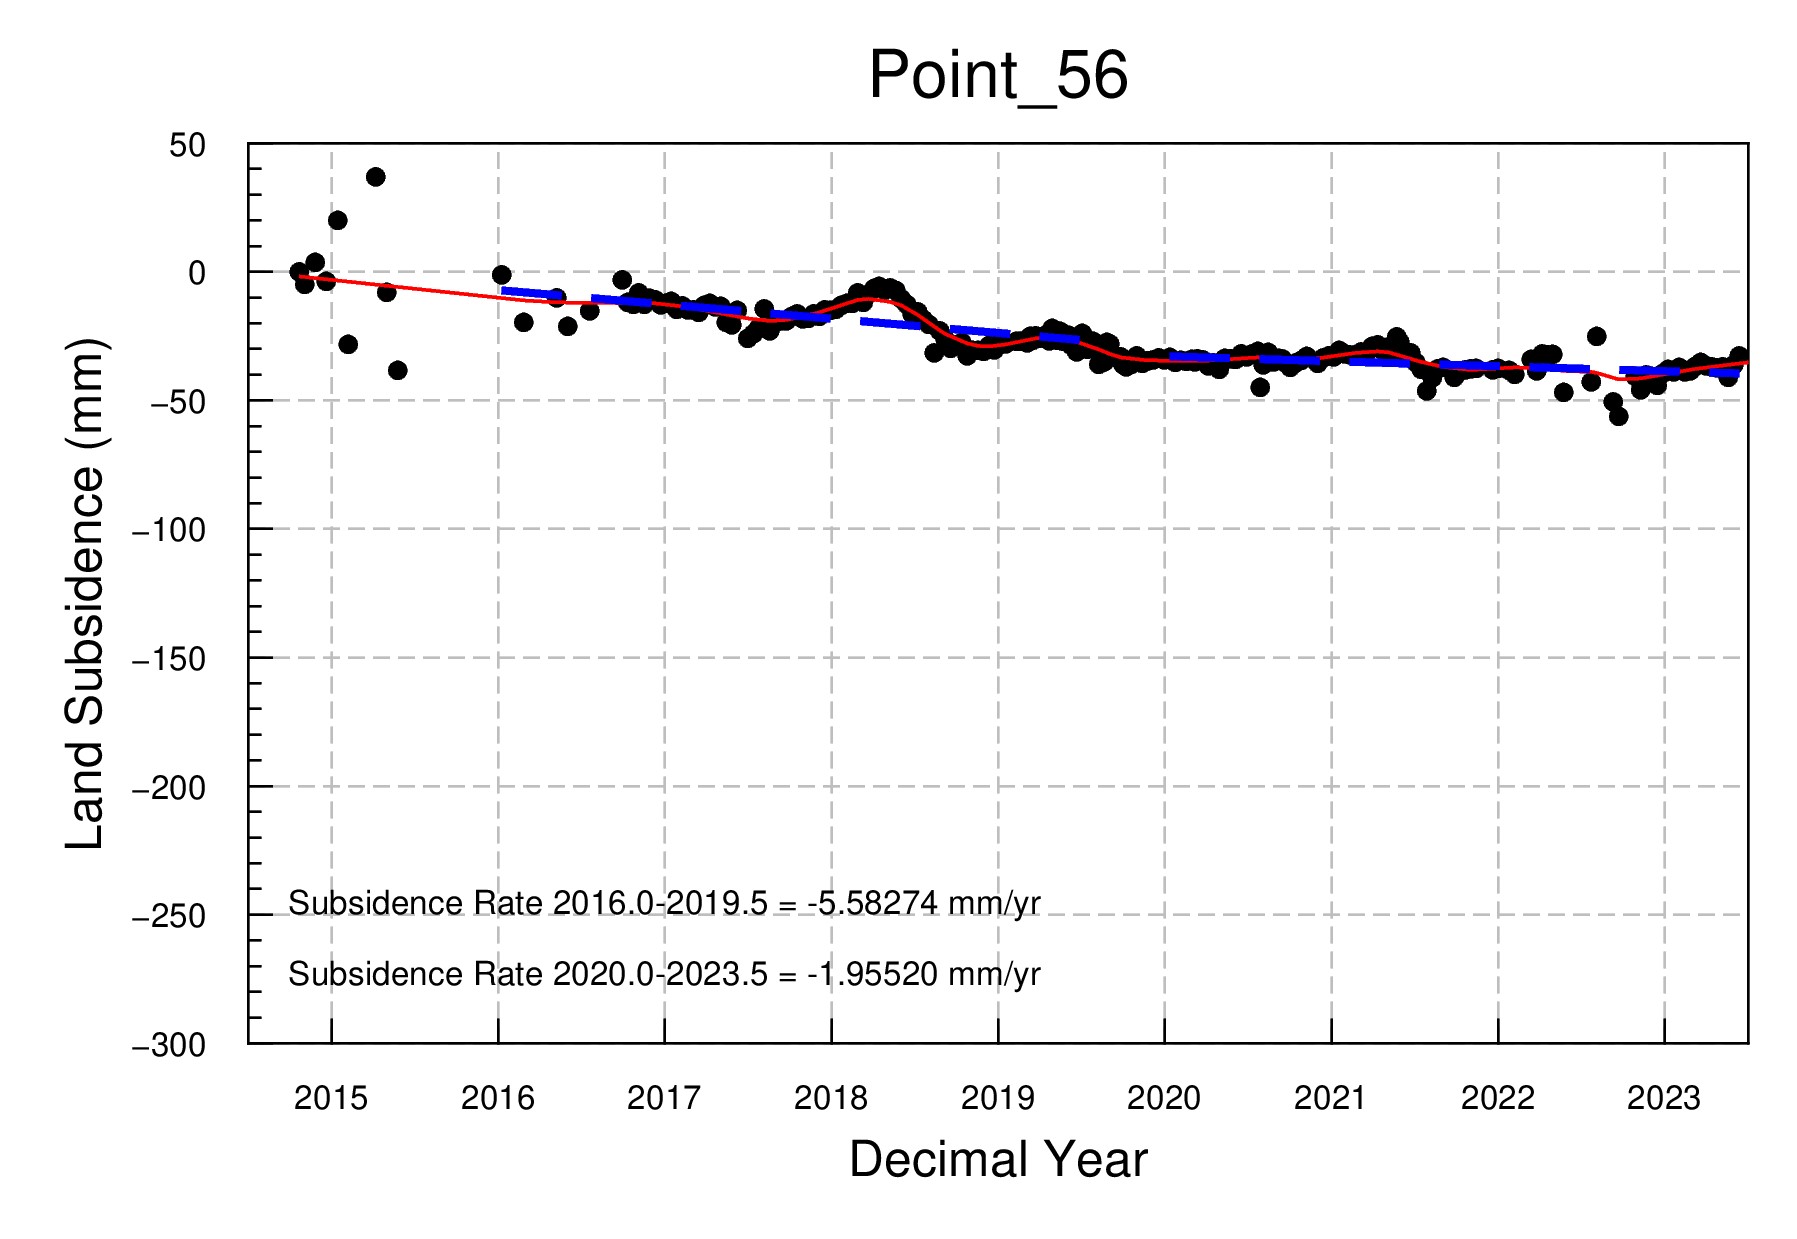 Point_56
50
0
−50
−100
−150
−200
−250
−300
Land Subsidence (mm)
Subsidence Rate 2016.0-2019.5 = -5.58274 mm/yr
Subsidence Rate 2020.0-2023.5 = -1.95520 mm/yr
2015 2016 2017 2018 2019 2020 2021 2022 2023
Decimal Year